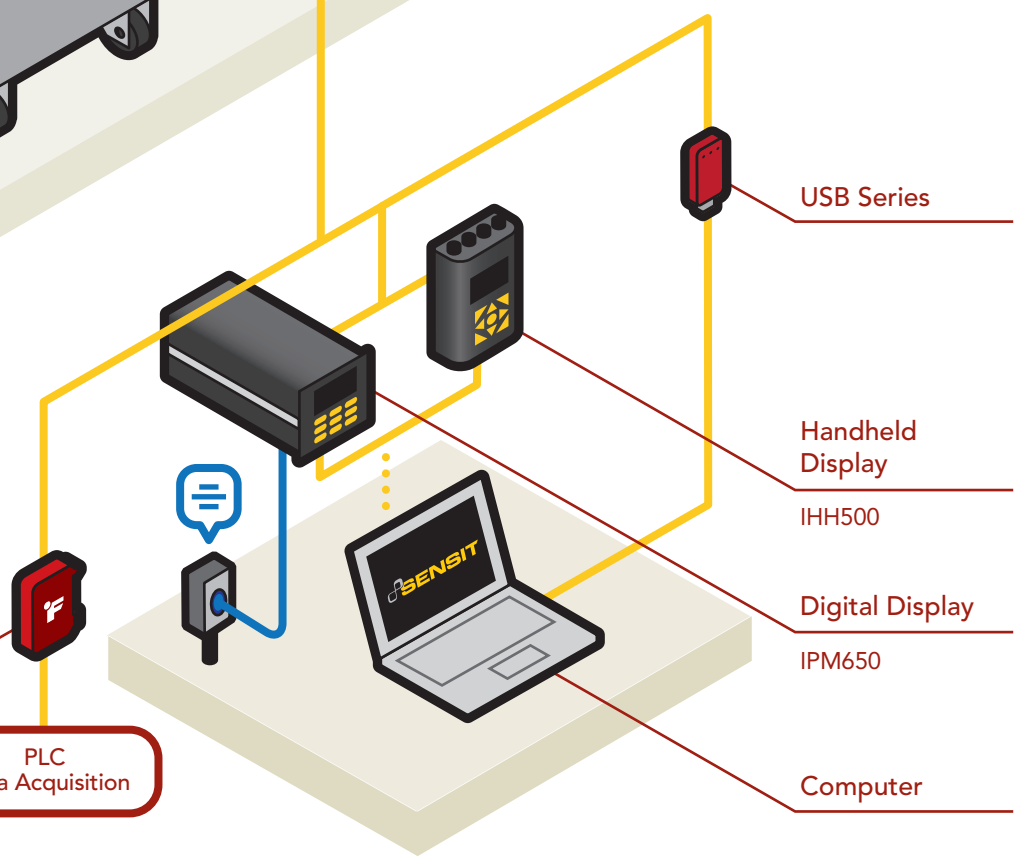 USB Series
Handheld
Display
IHH500
SENSIT
Digital Display
IPM650
PLC
a Acquisition
Computer